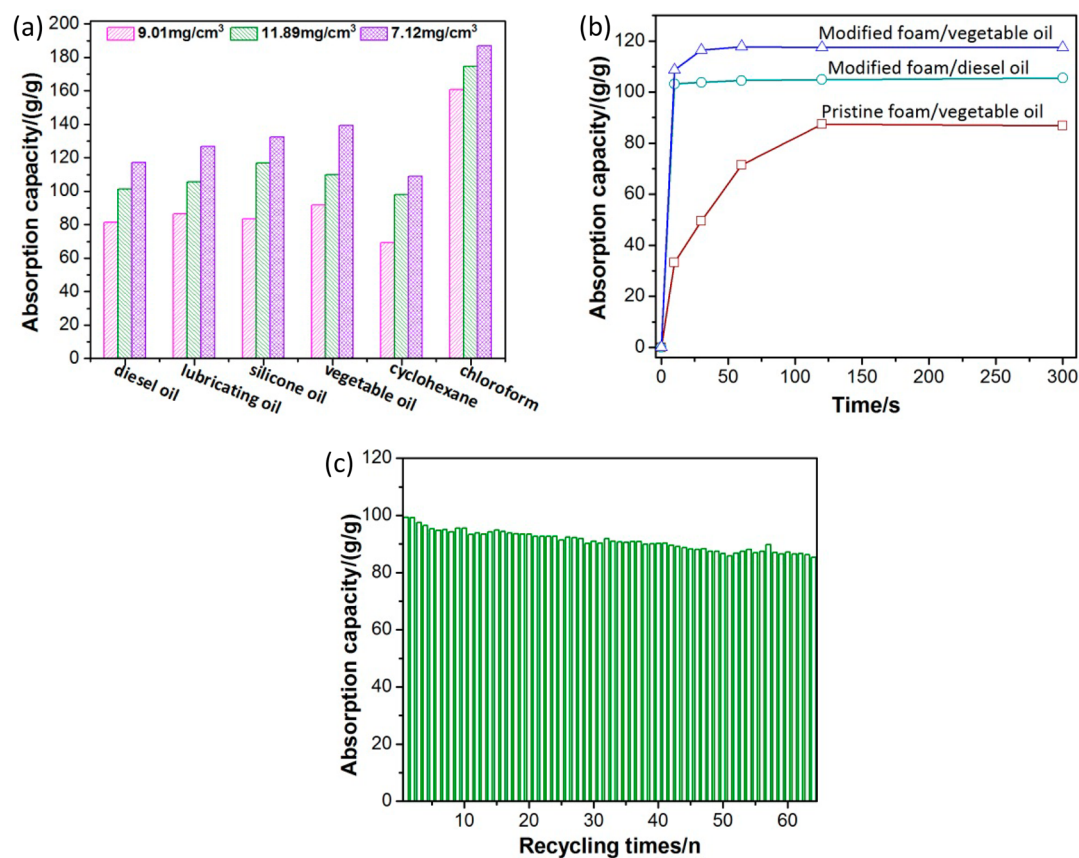 (a)
Absorption capacity/(g/g)
200
180
160
140
120
100
80
60
40
20
0
9.01mg/cm³ 11.89mg/cm³ 7.12mg/cm³
diesel oil
lubricating oil
silicone oil
vegetable oil
cyclohexane
chloroform
(b)
Absorption capacity/(g/g)
120
100
80
60
40
20
0
Modified foam/vegetable oil
Modified foam/diesel oil
Pristine foam/vegetable oil
0 50 100 150 200 250 300
Time/s
(c)
Absorption capacity/(g/g)
120
100
80
60
40
20
0
10 20 30 40 50 60
Recycling times/n